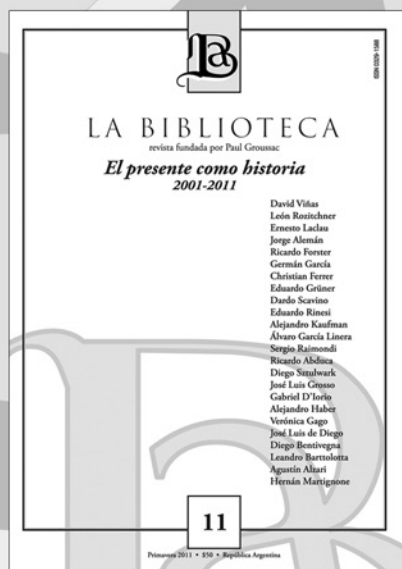 Ba
ISSN 0329-1588
LA BIBLIOTECA
revista fundada por Paul Groussac
El presente como historia
2001-2011
David Viñas
León Rozitchner
Ernesto Laclau
Jorge Alemán
Ricardo Forster
Germán García
Christian Ferrer
Eduardo Grüner
Dardo Scavino
Eduardo Rinesi
Alejandro Kaufman
Álvaro García Linera
Sergio Raimondi
Ricardo Abduca
Diego Sztulwark
José Luis Grosso
Gabriel D'Iorio
Alejandro Haber
Verónica Gago
José Luis de Diego
Diego Bentivegna
Leandro Barttolotta
Agustín Alzari
Hernán Martignone
11
Primavera 2011 • $50 • República Argentina